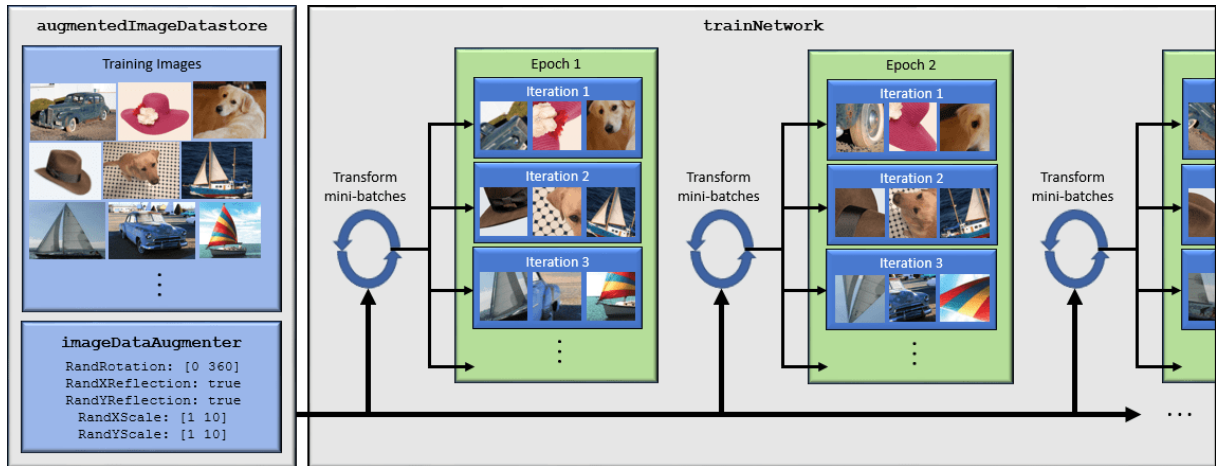 augmentedImageDatastore
Training Images
⋮
imageDataAugmenter
RandRotation: [0 360]
RandXReflection: true
RandYReflection: true
RandXScale: [1 10]
RandYScale: [1 10]
trainNetwork
Transform
mini-batches
Epoch 1
Iteration 1
Iteration 2
Iteration 3
⋮
Transform
mini-batches
Epoch 2
Iteration 1
Iteration 2
Iteration 3
⋮
Transform
mini-batches
...